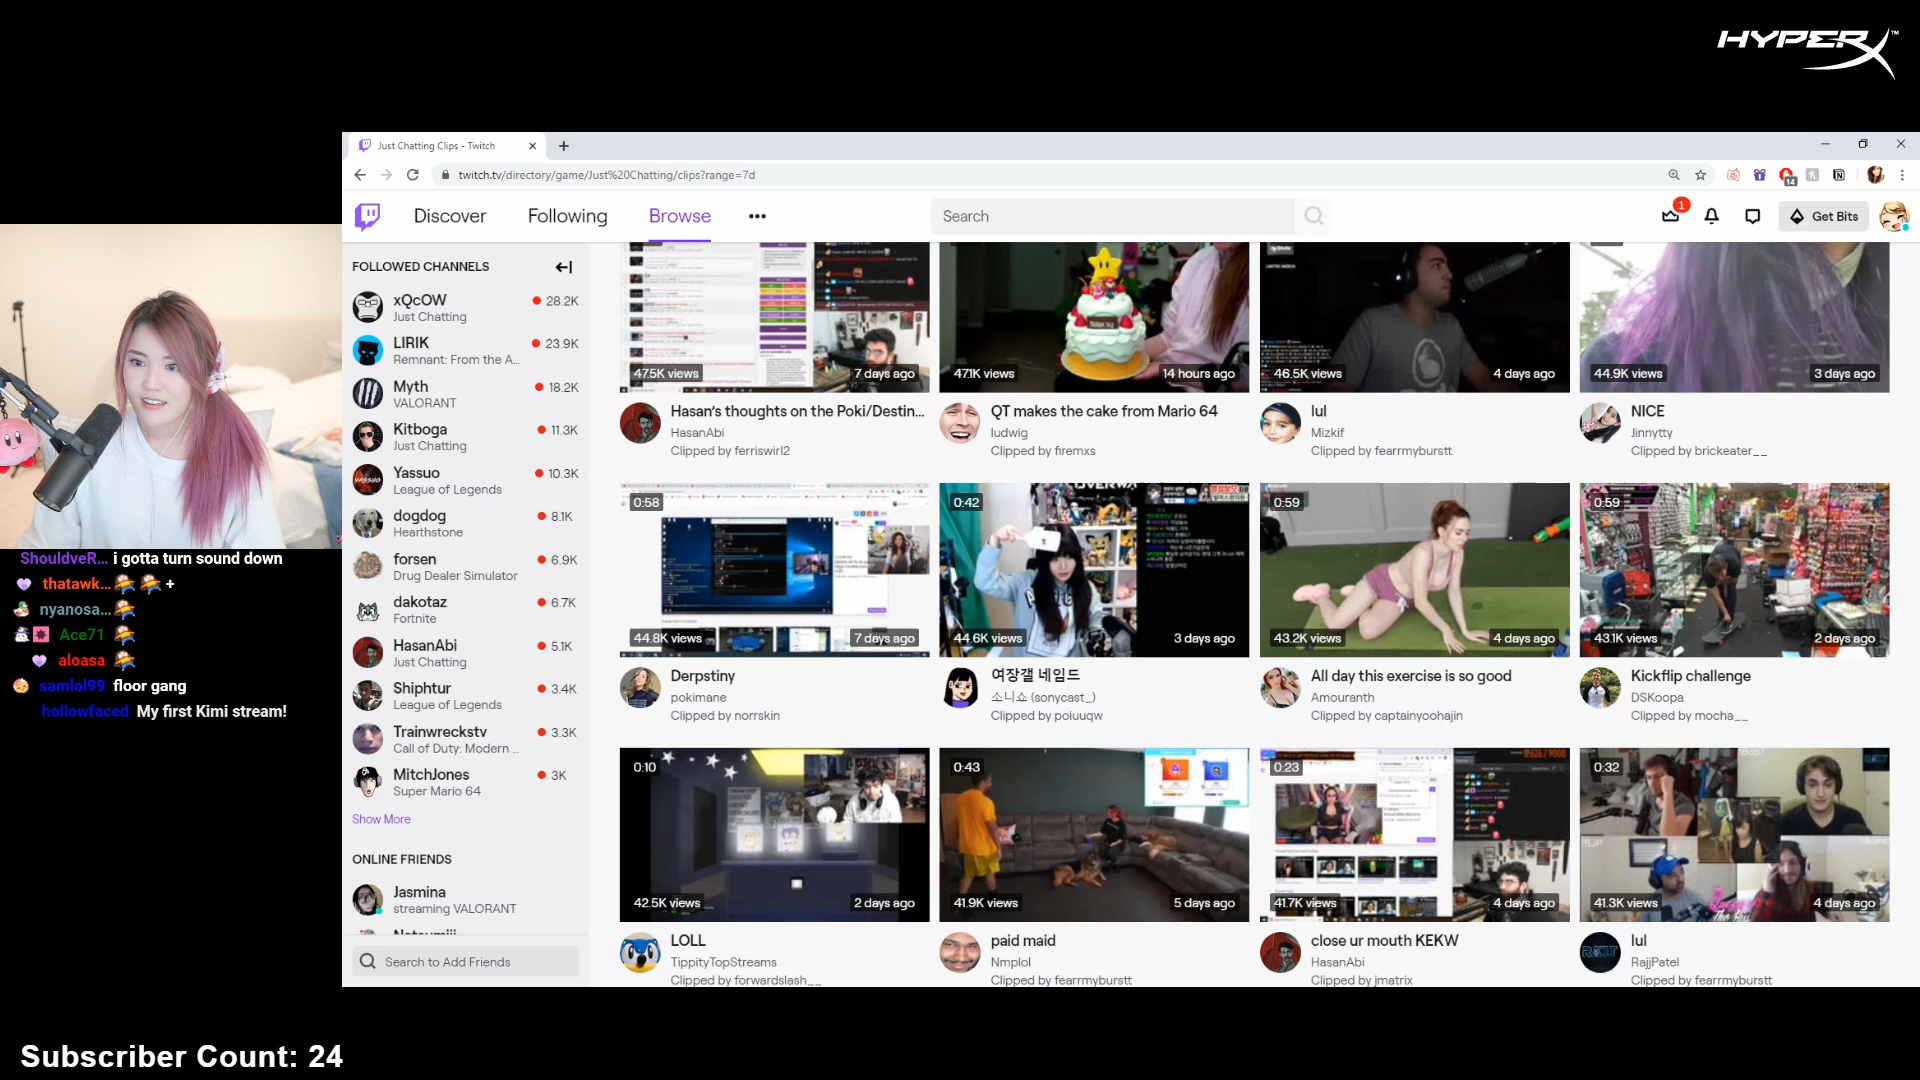 HYPERX™
Just Chatting Clips - Twitch
twitch.tv/directory/game/Just%20Chatting/clips?range=7d
14
Discover
Following
Browse
Search
1
Get Bits
FOLLOWED CHANNELS
xQcOW 28.2K
Just Chatting
LIRIK 23.9K
Remnant: From the A...
Myth 18.2K
VALORANT
Kitboga 11.3K
Just Chatting
Yassuo 10.3K
League of Legends
dogdog 8.1K
Hearthstone
forsen 6.9K
Drug Dealer Simulator
dakotaz 6.7K
Fortnite
HasanAbi 5.1K
Just Chatting
Shiphtur 3.4K
League of Legends
Trainwreckstv 3.3K
Call of Duty: Modern ...
MitchJones 3K
Super Mario 64
Show More
ONLINE FRIENDS
Jasmina
streaming VALORANT
Search to Add Friends
47.5K views 7 days ago
Hasan's thoughts on the Poki/Destin...
HasanAbi
Clipped by ferriswirl2
47.1K views 14 hours ago
QT makes the cake from Mario 64
ludwig
Clipped by firemxs
46.5K views 4 days ago
lul
Mizkif
Clipped by fearrmyburstt
44.9K views 3 days ago
NICE
Jinnytty
Clipped by brickeater__
0:58
44.8K views 7 days ago
Derpstiny
pokimane
Clipped by norrskin
0:42
44.6K views 3 days ago
여장갤 네임드
소니쇼 (sonycast_)
Clipped by poiuuqw
0:59
43.2K views 4 days ago
All day this exercise is so good
Amouranth
Clipped by captainyoohajin
0:59
43.1K views 2 days ago
Kickflip challenge
DSKoopa
Clipped by mocha__
0:10
42.5K views 2 days ago
LOLL
TippityTopStreams
Clipped by forwardslash__
0:43
41.9K views 5 days ago
paid maid
Nmplol
Clipped by fearrmyburstt
0:23
41.7K views 4 days ago
close ur mouth KEKW
HasanAbi
Clipped by jmatrix
0:32
41.3K views 4 days ago
lul
RajjPatel
Clipped by fearrmyburstt
ShouldveR... i gotta turn sound down
thatawk... +
nyanosa...
Ace71
aloasa
samlol99 floor gang
hollowfaced My first Kimi stream!
Subscriber Count: 24